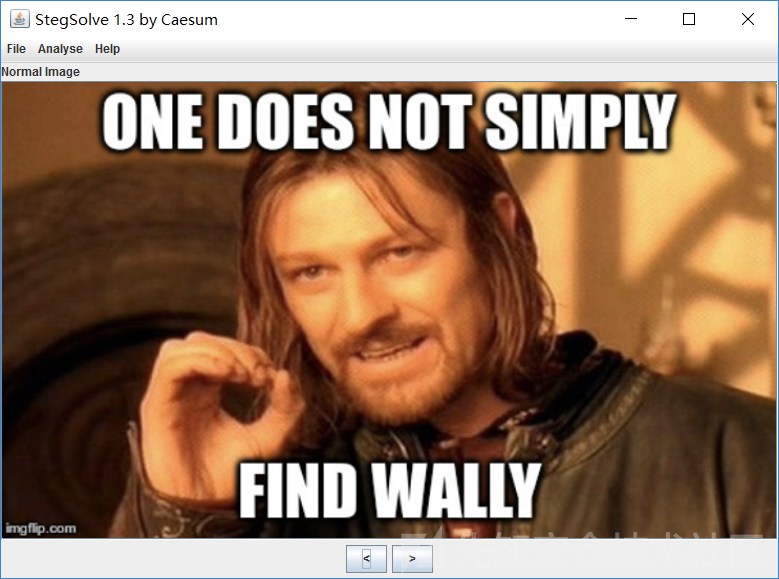 StegSolve 1.3 by Caesum
File Analyse Help
Normal Image
ONE DOES NOT SIMPLY
FIND WALLY
imgflip.com
< >